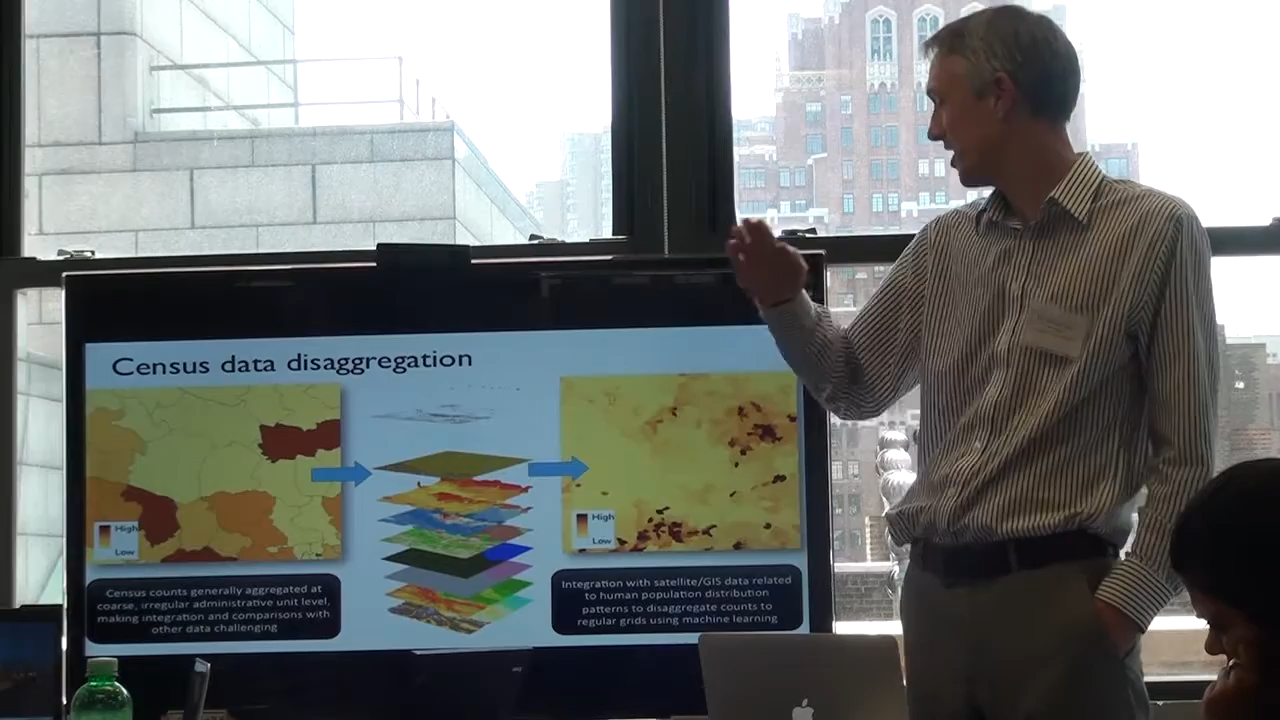 Census data disaggregation
High
Low
High
Low
Census counts generally aggregated at
coarse, irregular administrative unit level,
making integration and comparisons with
other data challenging
Integration with satellite/GIS data related
to human population distribution
patterns to disaggregate counts to
regular grids using machine learning